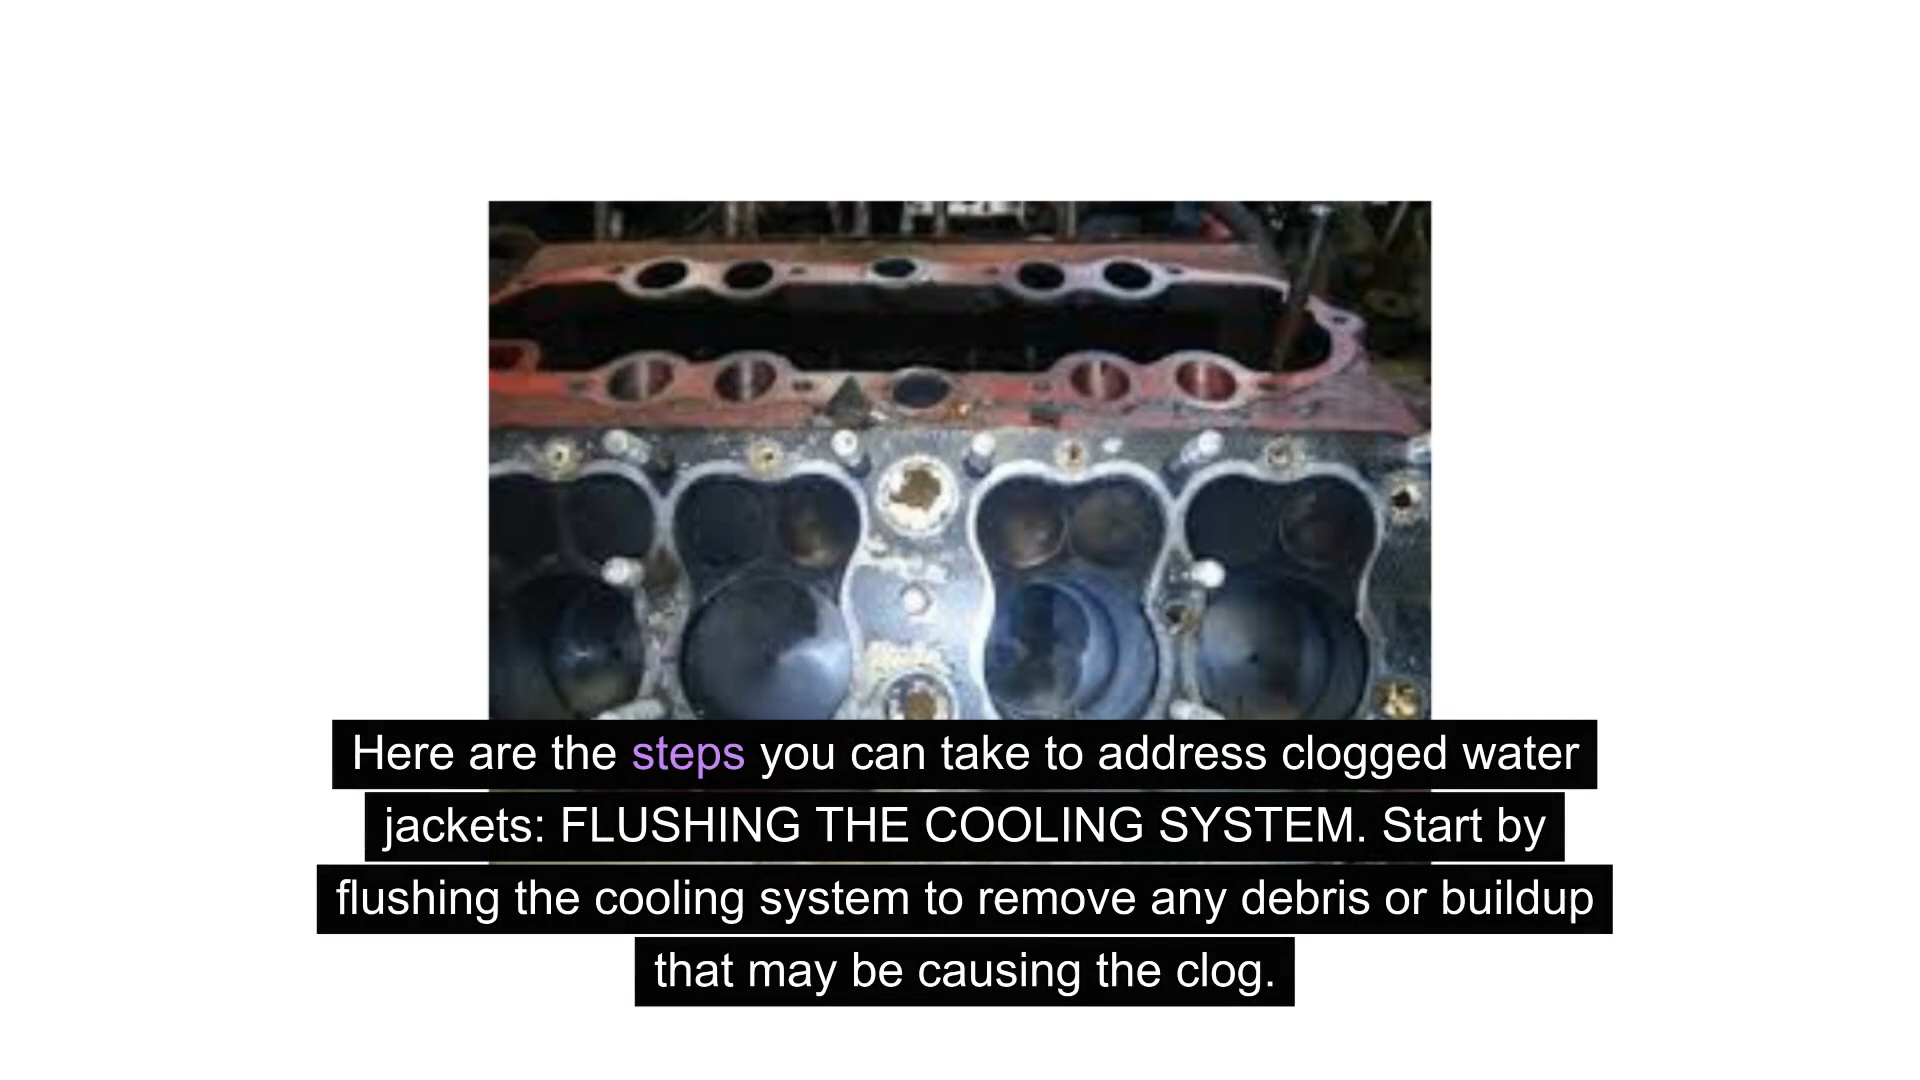 Here are the steps you can take to address clogged water
jackets: FLUSHING THE COOLING SYSTEM. Start by
flushing the cooling system to remove any debris or buildup
that may be causing the clog.